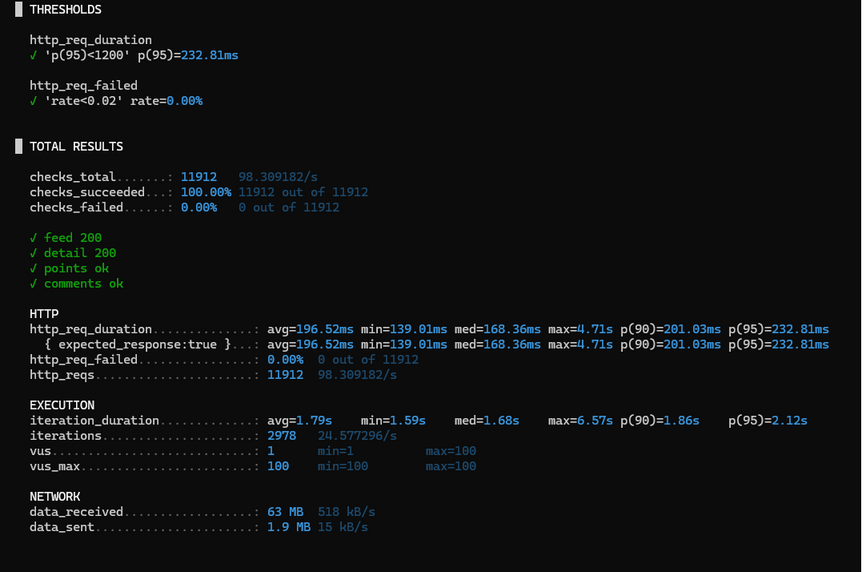 THRESHOLDS
http_req_duration
✓ 'p(95)<1200' p(95)=232.81ms
http_req_failed
✓ 'rate<0.02' rate=0.00%
TOTAL RESULTS
checks_total.......: 11912 98.309182/s
checks_succeeded...: 100.00% 11912 out of 11912
checks_failed......: 0.00% 0 out of 11912
✓ feed 200
✓ detail 200
✓ points ok
✓ comments ok
HTTP
http_req_duration..............: avg=196.52ms min=139.01ms med=168.36ms max=4.71s p(90)=201.03ms p(95)=232.81ms
{ expected_response:true }...: avg=196.52ms min=139.01ms med=168.36ms max=4.71s p(90)=201.03ms p(95)=232.81ms
http_req_failed................: 0.00% 0 out of 11912
http_reqs......................: 11912 98.309182/s
EXECUTION
iteration_duration.............: avg=1.79s min=1.59s med=1.68s max=6.57s p(90)=1.86s p(95)=2.12s
iterations.....................: 2978 24.577296/s
vus............................: 1 min=1 max=100
vus_max........................: 100 min=100 max=100
NETWORK
data_received..................: 63 MB 518 kB/s
data_sent......................: 1.9 MB 15 kB/s